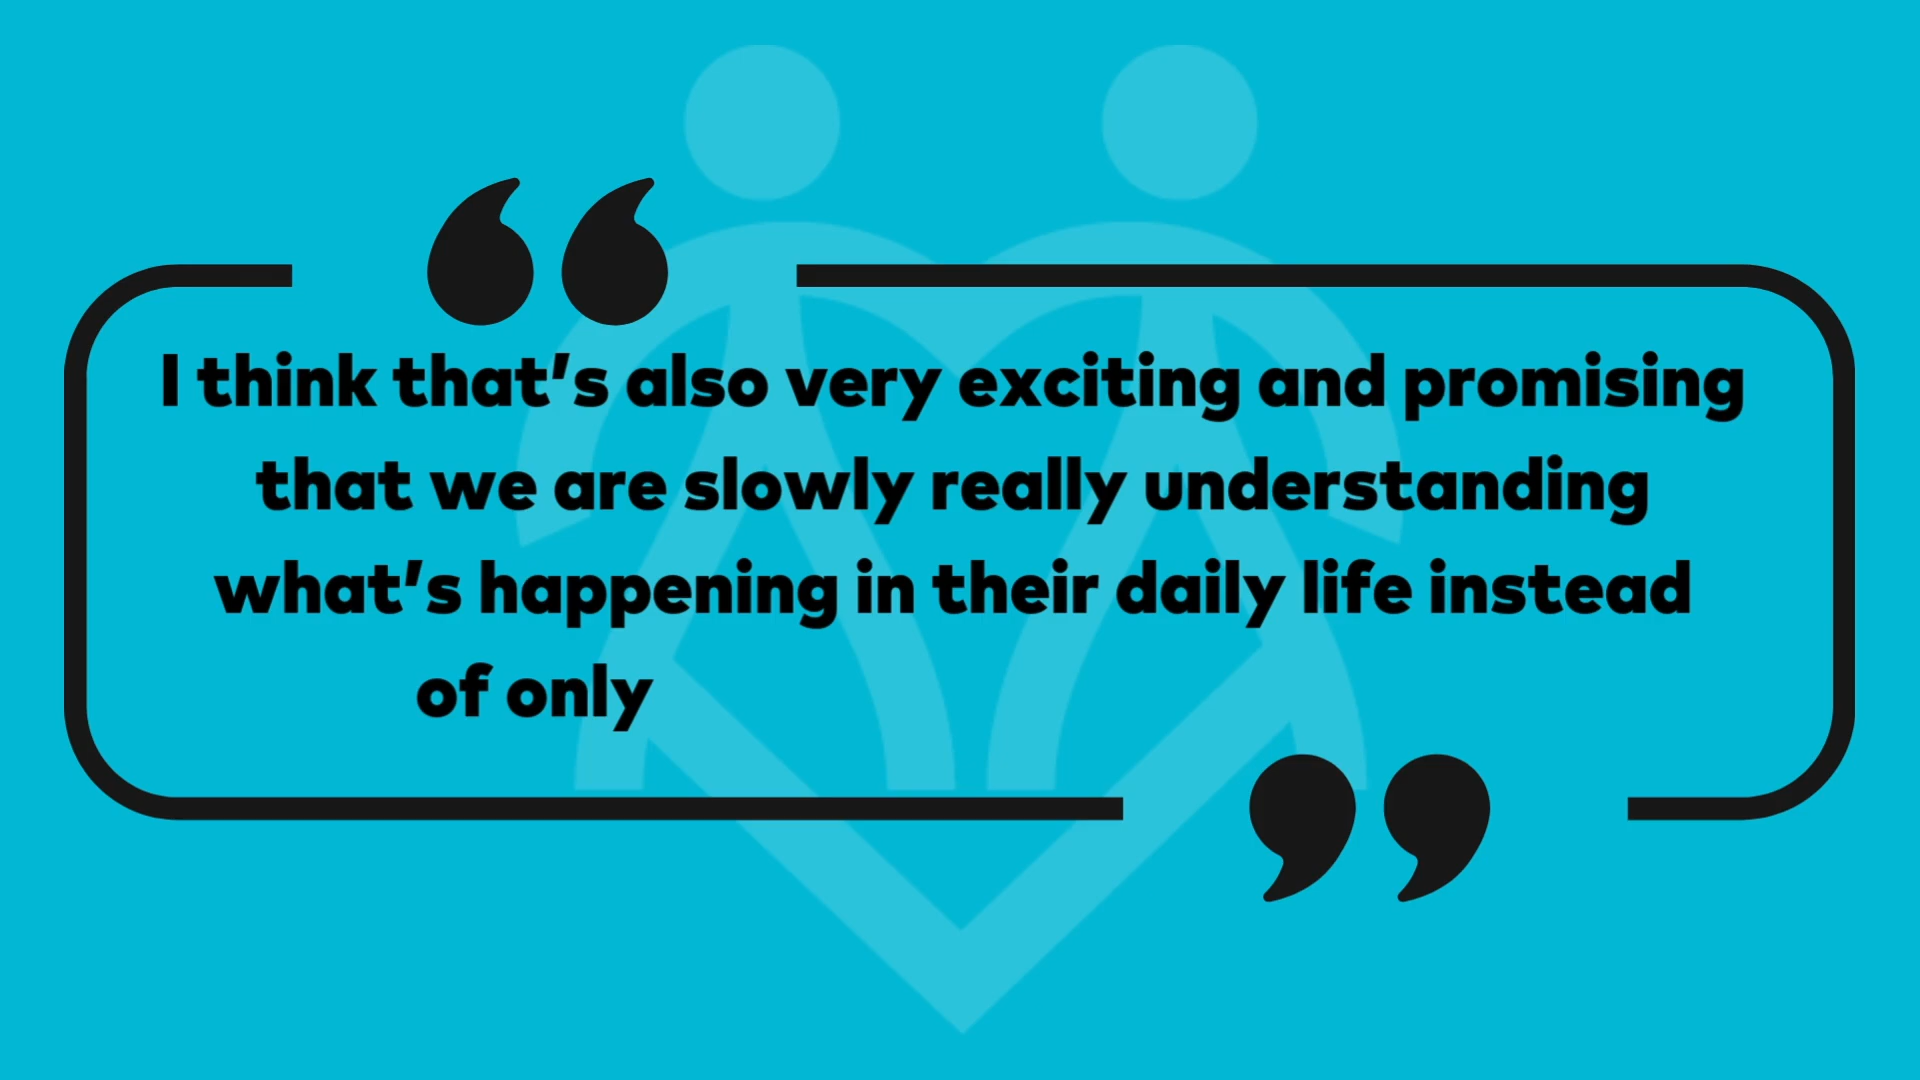 I think that’s also very exciting and promising
that we are slowly really understanding
what’s happening in their daily life instead
of only